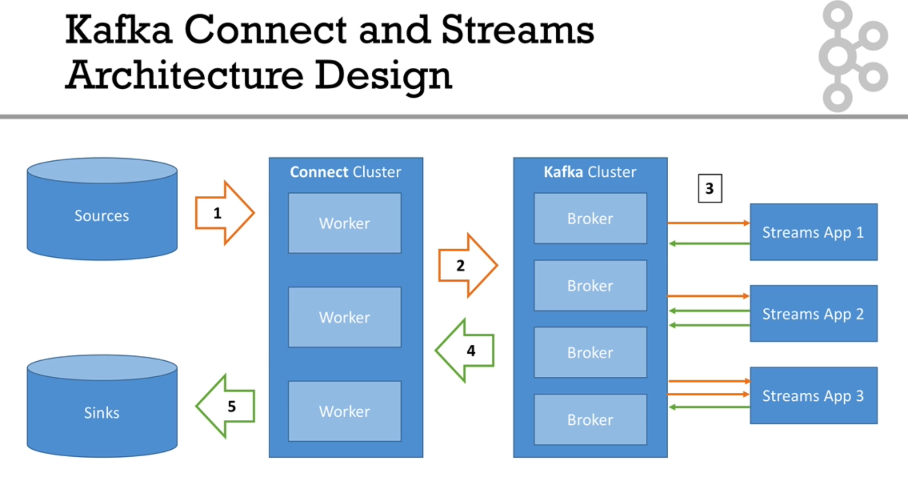 Kafka Connect and Streams
Architecture Design
Sources
1
Connect Cluster
Worker
Worker
Worker
2
4
5
Sinks
Kafka Cluster
Broker
Broker
Broker
Broker
3
Streams App 1
Streams App 2
Streams App 3